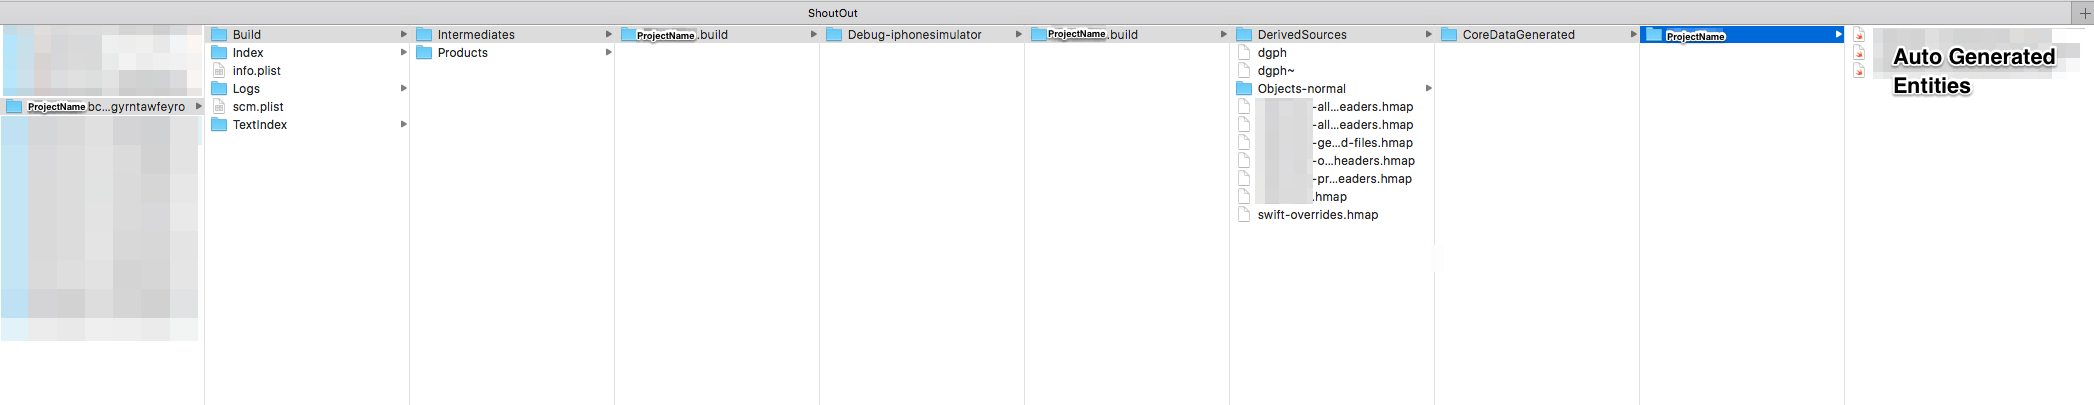 ShoutOut
ProjectName bc...gyrntawfeyro
Build
Index
info.plist
Logs
scm.plist
TextIndex
Intermediates
Products
ProjectName.build
Debug-iphonesimulator
ProjectName.build
DerivedSources
dgph
dgph~
Objects-normal
-all...eaders.hmap
-all...eaders.hmap
-ge...d-files.hmap
-o...headers.hmap
-pr...eaders.hmap
.hmap
swift-overrides.hmap
CoreDataGenerated
ProjectName
Auto Generated
Entities